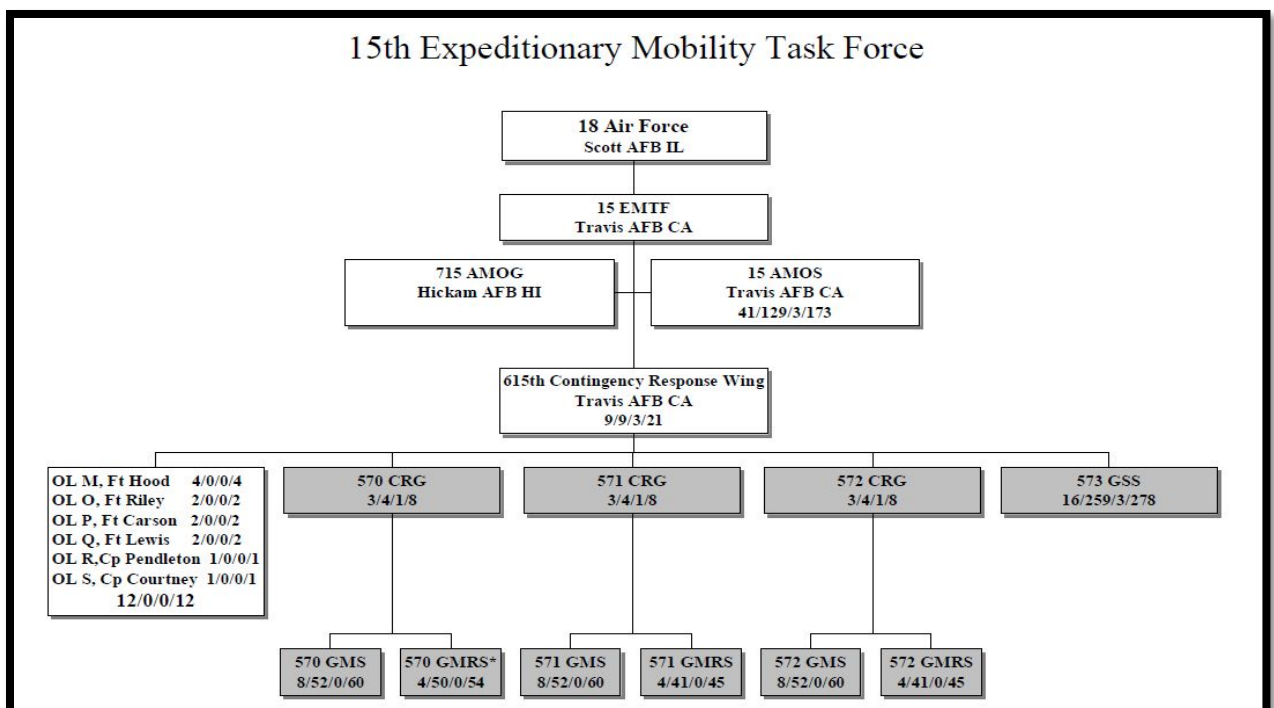 15th Expeditionary Mobility Task Force
18 Air Force
Scott AFB IL
15 EMTF
Travis AFB CA
715 AMOG
Hickam AFB HI
15 AMOS
Travis AFB CA
41/129/3/173
615th Contingency Response Wing
Travis AFB CA
9/9/3/21
OL M, Ft Hood 4/0/0/4
OL O, Ft Riley 2/0/0/2
OL P, Ft Carson 2/0/0/2
OL Q, Ft Lewis 2/0/0/2
OL R,Cp Pendleton 1/0/0/1
OL S, Cp Courtney 1/0/0/1
12/0/0/12
570 CRG
3/4/1/8
571 CRG
3/4/1/8
572 CRG
3/4/1/8
573 GSS
16/259/3/278
570 GMS
8/52/0/60
570 GMRS*
4/50/0/54
571 GMS
8/52/0/60
571 GMRS
4/41/0/45
572 GMS
8/52/0/60
572 GMRS
4/41/0/45